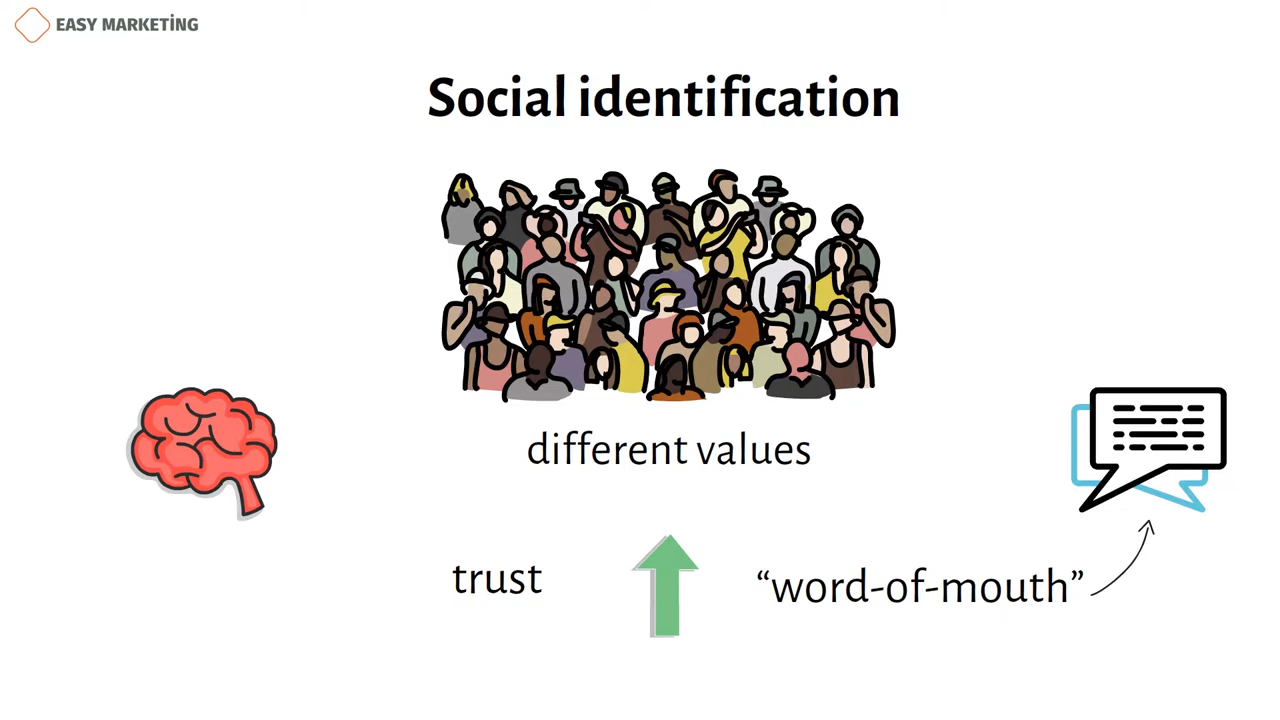 EASY MARKETİNG
Social identification
different values
trust
“word-of-mouth”